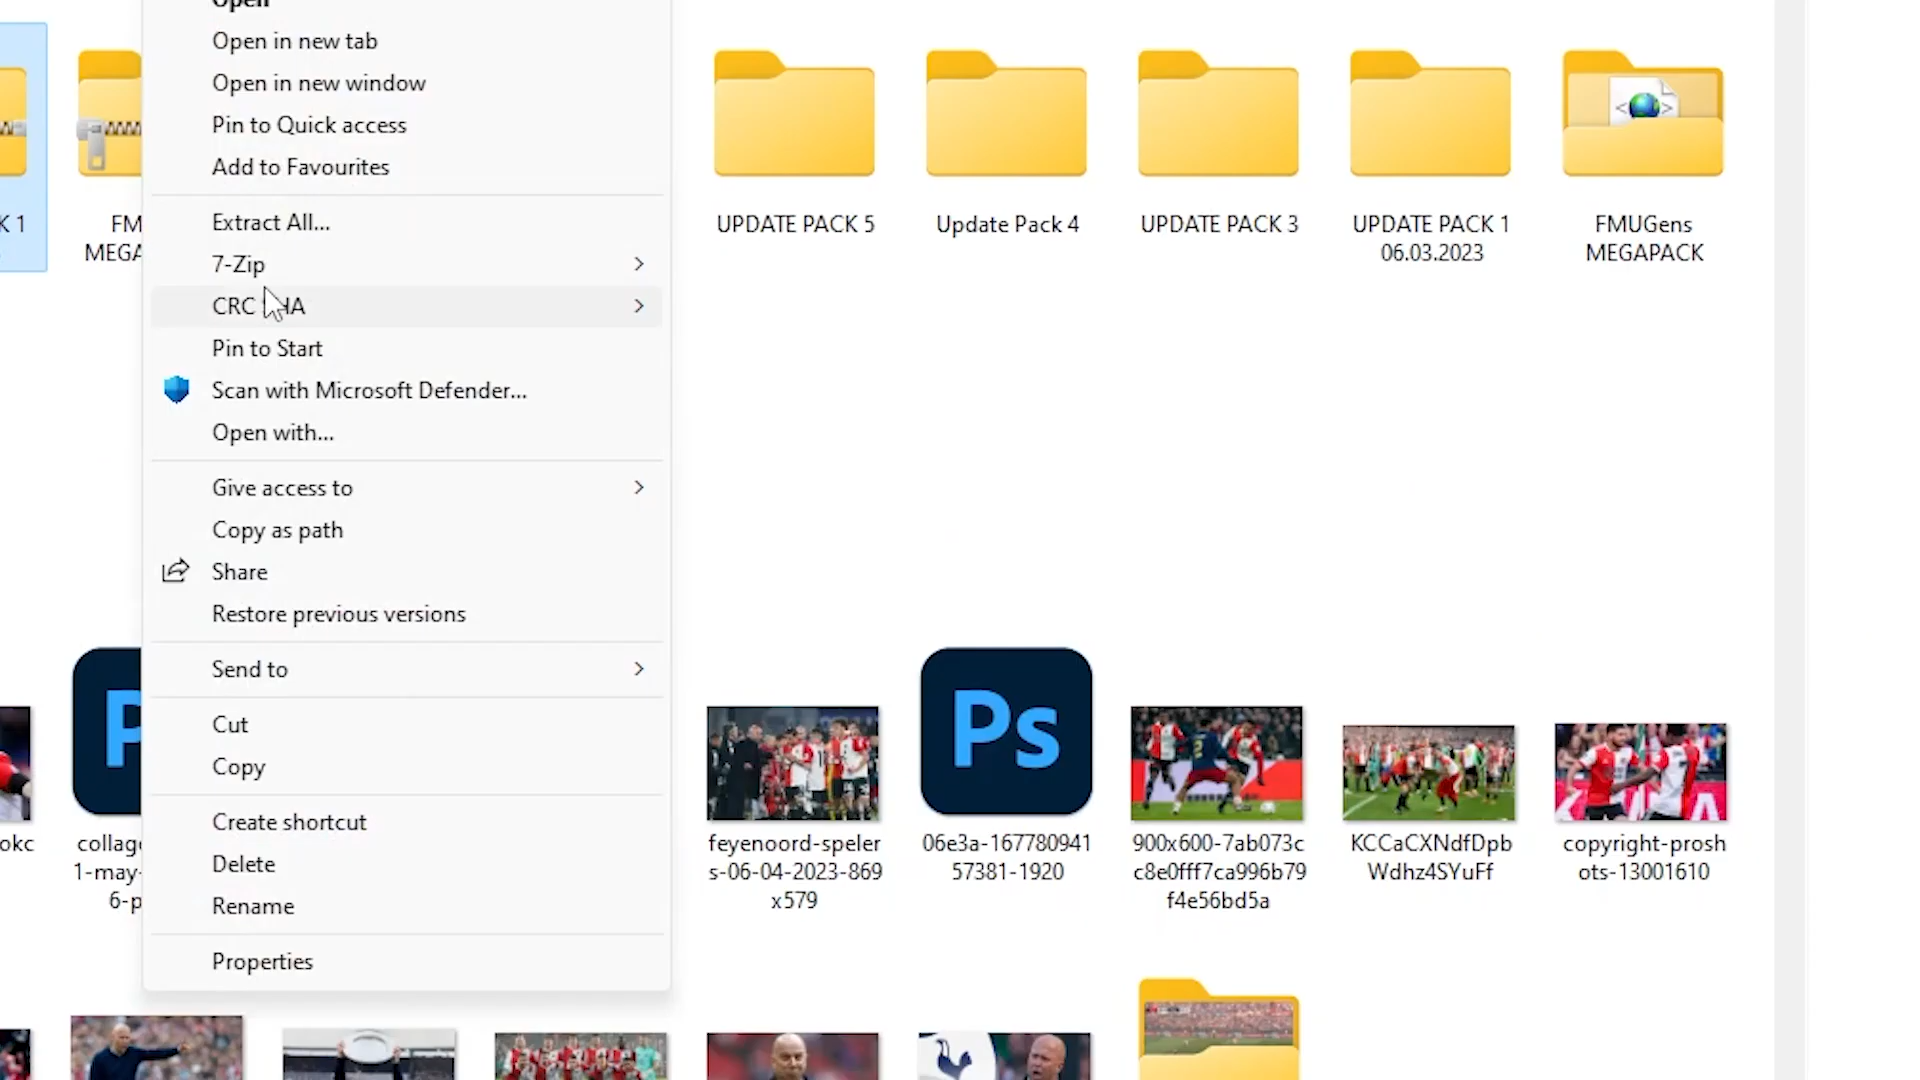 Open
Open in new tab
Open in new window
Pin to Quick access
Add to Favourites
Extract All...
7-Zip
CRC SHA
Pin to Start
Scan with Microsoft Defender...
Open with...
Give access to
Copy as path
Share
Restore previous versions
Send to
Cut
Copy
Create shortcut
Delete
Rename
Properties
K 1
FM
MEGA
UPDATE PACK 5
Update Pack 4
UPDATE PACK 3
UPDATE PACK 1
06.03.2023
FMUGens
MEGAPACK
okc
collag
1-may-
6-p
Ps
feyenoord-speler
s-06-04-2023-869
x579
06e3a-167780941
57381-1920
900x600-7ab073c
c8e0fff7ca996b79
f4e56bd5a
KCCaCXNdfDpb
Wdhz4SYuFf
copyright-prosh
ots-13001610